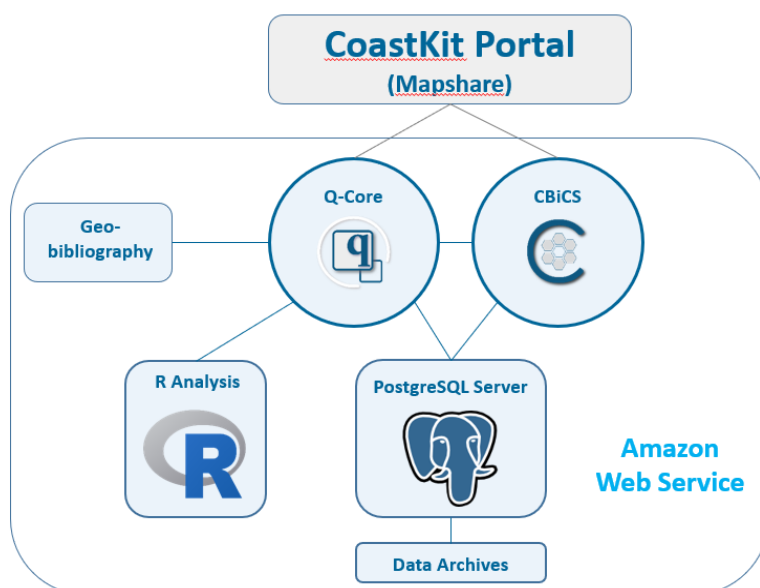 CoastKit Portal
(Mapshare)
Q-Core
CBiCS
Geo-
bibliography
q
R Analysis
R
PostgreSQL Server
Amazon
Web Service
Data Archives